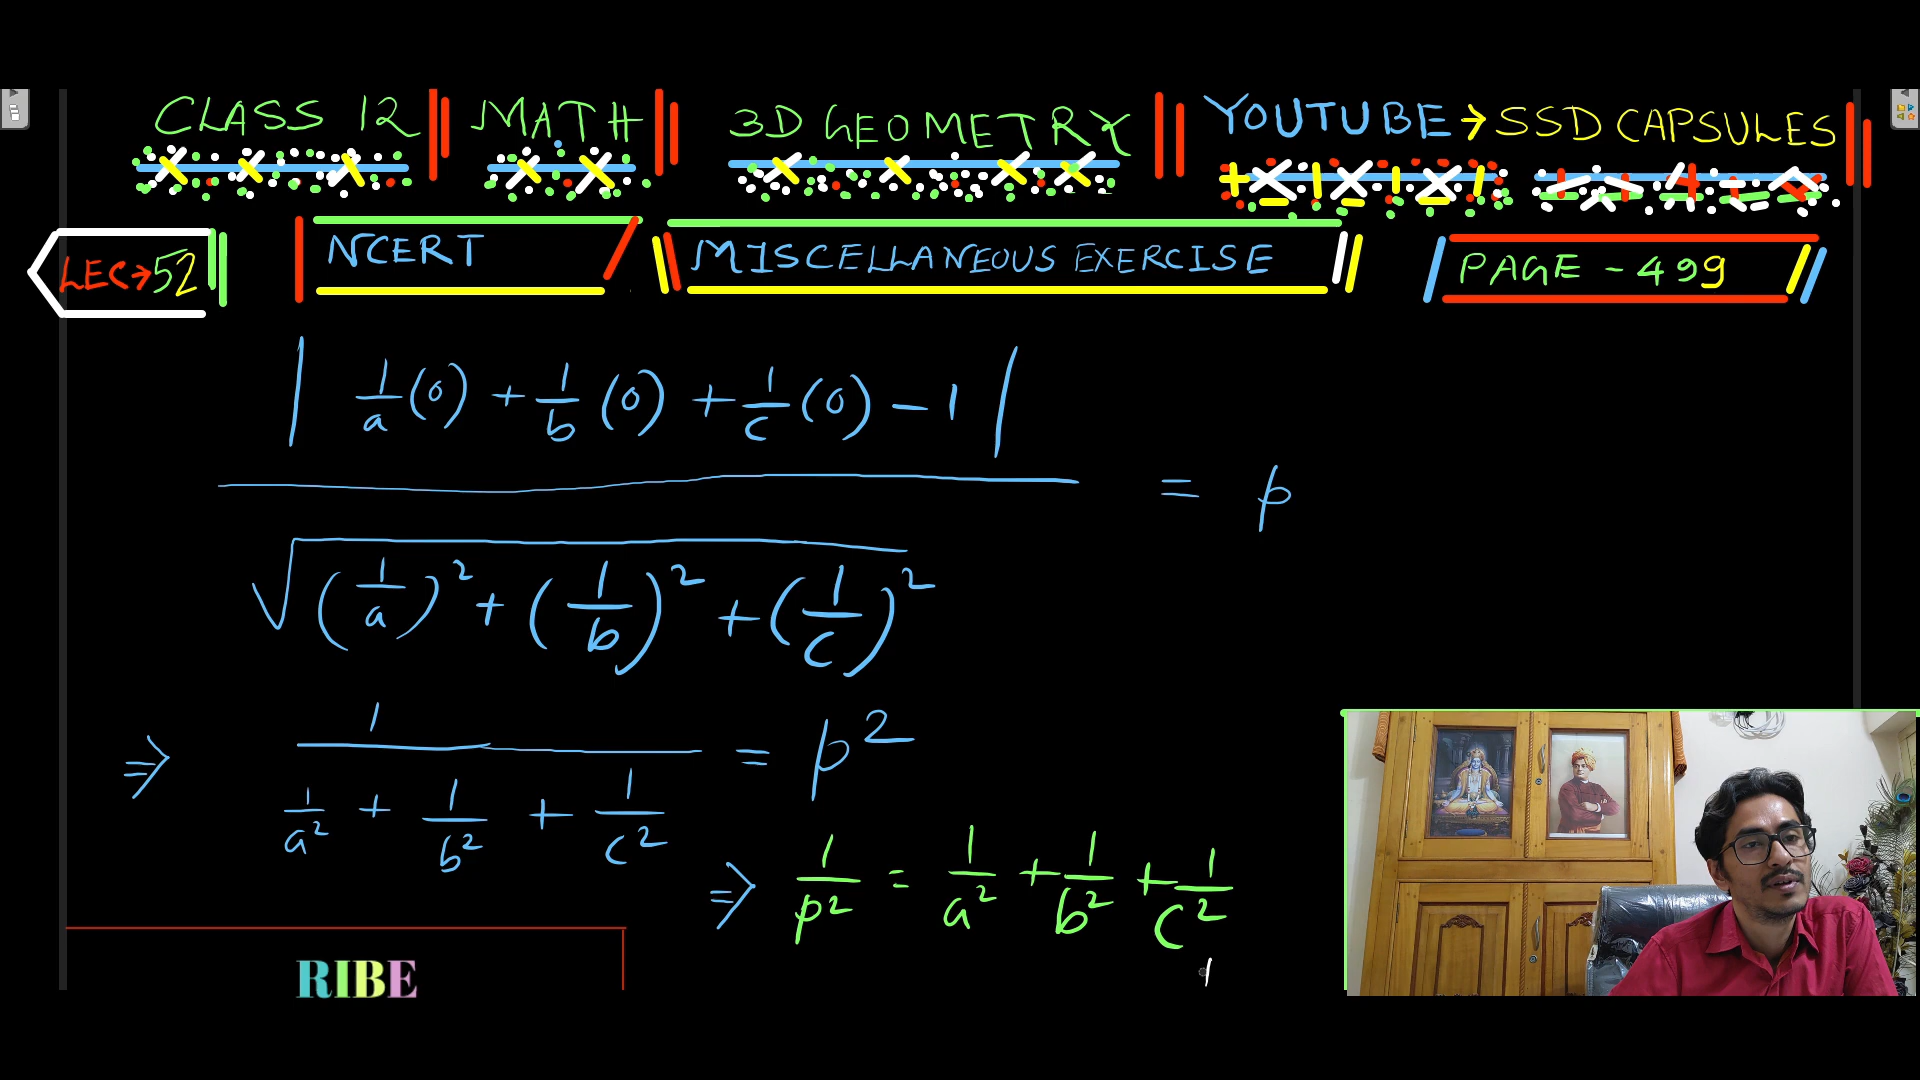 CLASS 12 MATH 3D GEOMETRY YOUTUBE → SSD CAPSULES
LEC→52 NCERT MISCELLANEOUS EXERCISE PAGE - 499
| 1/a (0) + 1/b (0) + 1/c (0) - 1 | / √((1/a)² + (1/b)² + (1/c)²) = p
⇒ 1 / (1/a² + 1/b² + 1/c²) = p²
⇒ 1/p² = 1/a² + 1/b² + 1/c²
RIBE